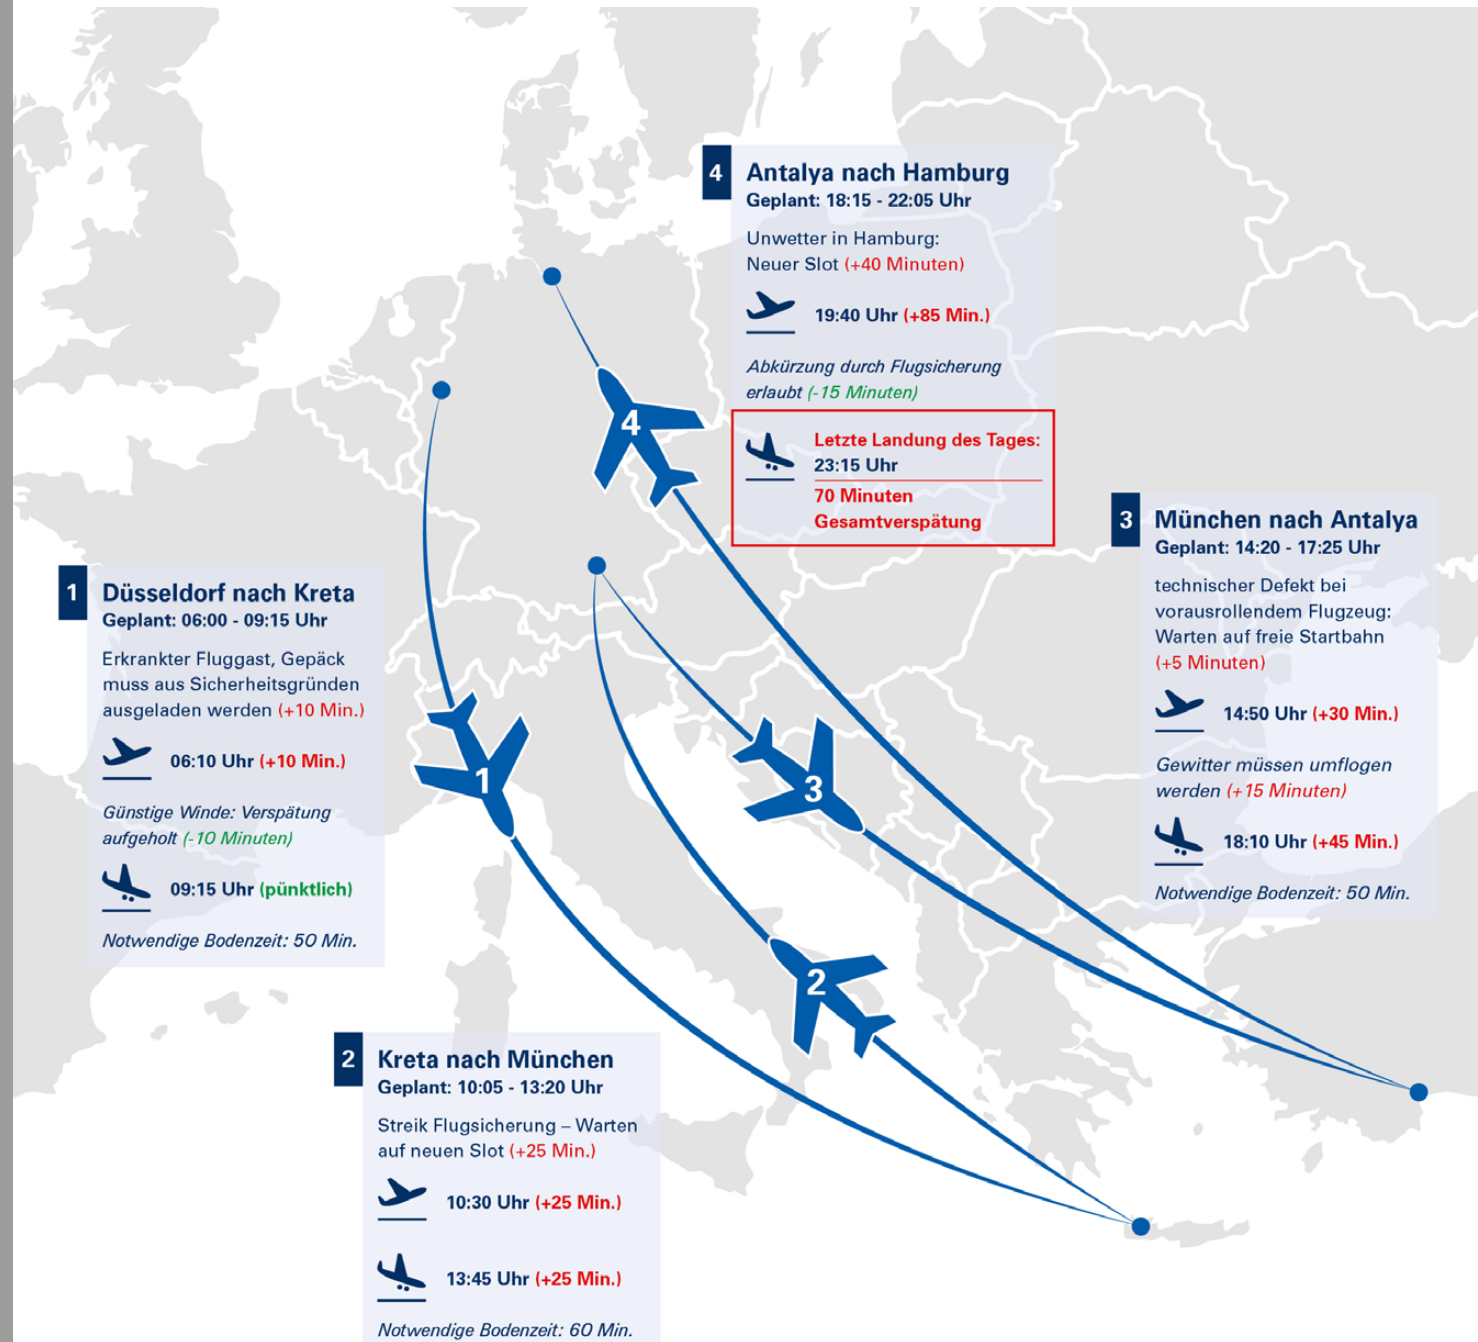 1
Düsseldorf nach Kreta
Geplant: 06:00 - 09:15 Uhr
Erkrankter Fluggast, Gepäck
muss aus Sicherheitsgründen
ausgeladen werden (+10 Min.)
06:10 Uhr (+10 Min.)
Günstige Winde: Verspätung
aufgeholt (-10 Minuten)
09:15 Uhr (pünktlich)
Notwendige Bodenzeit: 50 Min.
2
Kreta nach München
Geplant: 10:05 - 13:20 Uhr
Streik Flugsicherung – Warten
auf neuen Slot (+25 Min.)
10:30 Uhr (+25 Min.)
13:45 Uhr (+25 Min.)
Notwendige Bodenzeit: 60 Min.
3
München nach Antalya
Geplant: 14:20 - 17:25 Uhr
technischer Defekt bei
vorausrollendem Flugzeug:
Warten auf freie Startbahn
(+5 Minuten)
14:50 Uhr (+30 Min.)
Gewitter müssen umflogen
werden (+15 Minuten)
18:10 Uhr (+45 Min.)
Notwendige Bodenzeit: 50 Min.
4
Antalya nach Hamburg
Geplant: 18:15 - 22:05 Uhr
Unwetter in Hamburg:
Neuer Slot (+40 Minuten)
19:40 Uhr (+85 Min.)
Abkürzung durch Flugsicherung
erlaubt (-15 Minuten)
Letzte Landung des Tages:
23:15 Uhr
70 Minuten
Gesamtverspätung
1
2
3
4